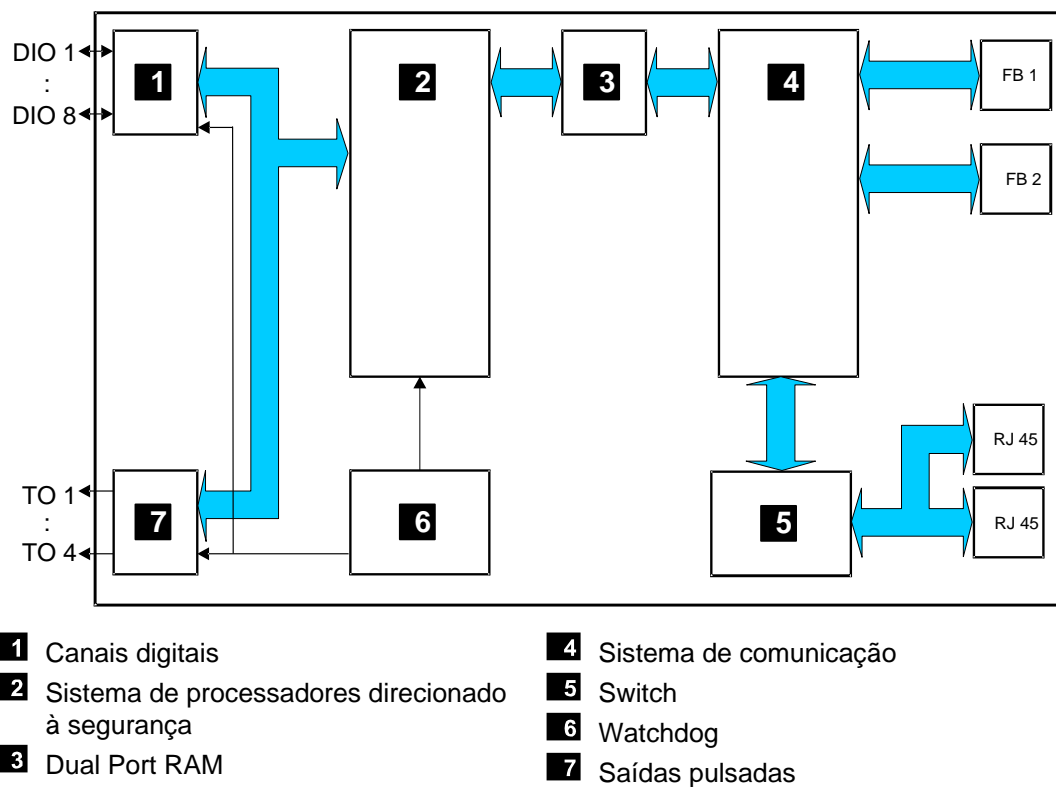 DIO 1
:
DIO 8
1
2
3
4
FB 1
FB 2
TO 1
:
TO 4
7
6
5
RJ 45
RJ 45
1 Canais digitais
2 Sistema de processadores direcionado
à segurança
3 Dual Port RAM
4 Sistema de comunicação
5 Switch
6 Watchdog
7 Saídas pulsadas